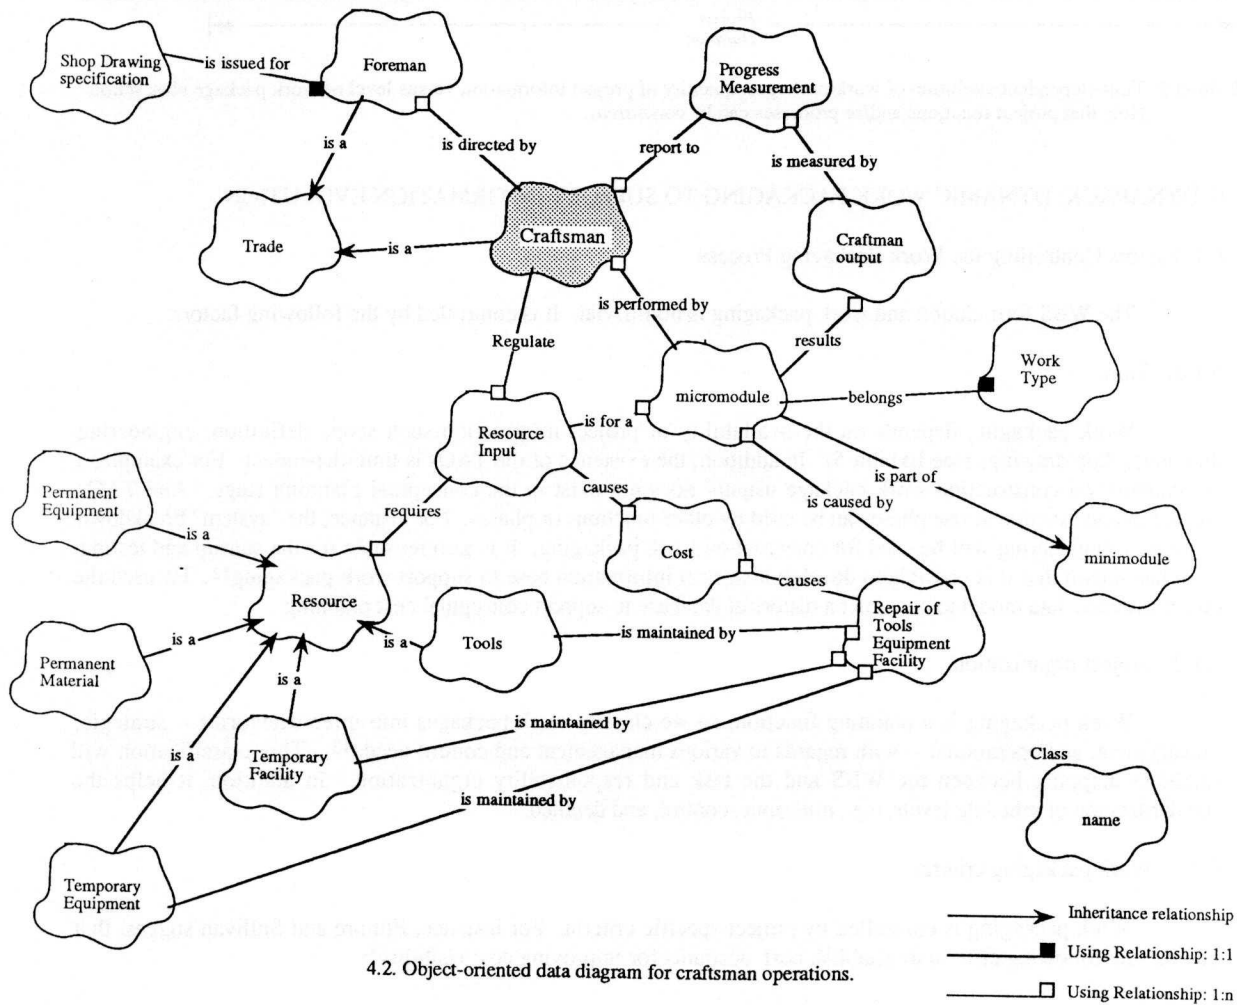 Shop Drawing
specification
is issued for
Foreman
Progress
Measurement
is a
is directed by
report to
is measured by
Trade
is a
Craftsman
Craftman
output
is performed by
Regulate
results
Work
Type
micromodule
belongs
Resource
Input
is for a
is part of
Permanent
Equipment
causes
is caused by
requires
is a
Cost
minimodule
causes
Resource
Repair of
Tools
Equipment
Facility
is maintained by
is a
is a
Tools
Permanent
Material
is a
is maintained by
Temporary
Facility
is a
Class
is maintained by
name
Temporary
Equipment
Inheritance relationship
Using Relationship: 1:1
4.2. Object-oriented data diagram for craftsman operations.
Using Relationship: 1:n